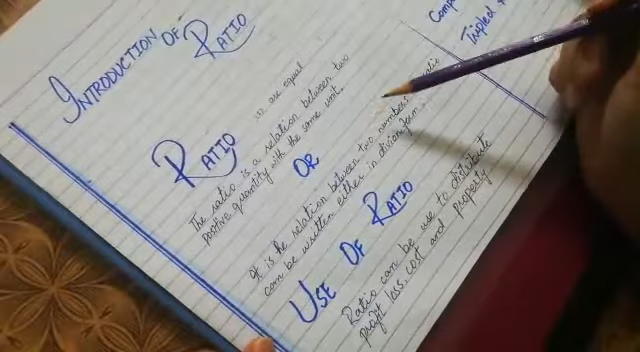 INTRODUCTION OF RATIO
RATIO
are equal
The ratio is a relation between two
positive quantity with the same unit.
OR
It is the relation between two numbers
can be written either in division form
USE OF RATIO
Ratio can be use to distribute
profit loss, cost and property
Comp
Tripled